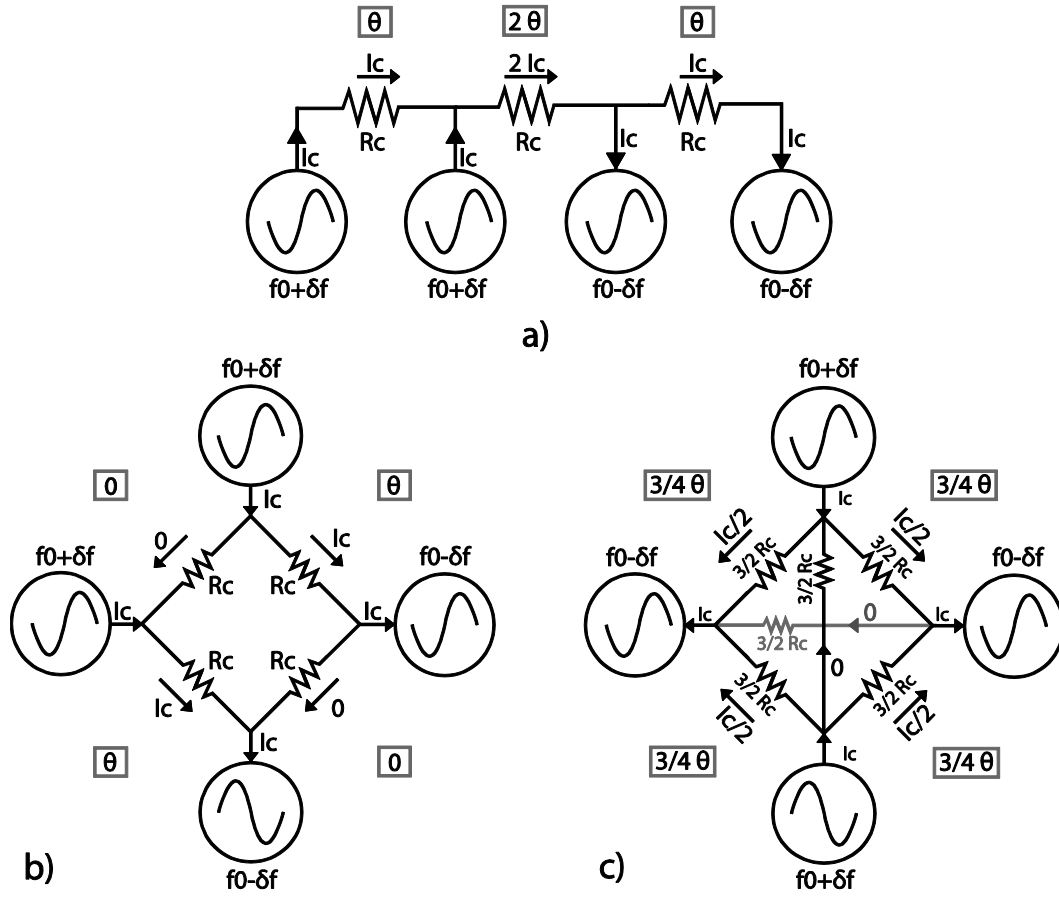 θ 2 θ θ
Ic 2 Ic Ic
Rc Rc Rc
Ic Ic Ic Ic
f0+δf f0+δf f0-δf f0-δf
a)
f0+δf
0 θ
Ic
0 Ic
f0+δf f0-δf
Rc Rc
Ic Ic
Rc Rc
Ic 0
Ic
θ 0
f0-δf
b)
f0+δf
3/4 θ 3/4 θ
Ic
Ic/2 Ic/2
f0-δf f0-δf
3/2 Rc 3/2 Rc 3/2 Rc
Ic 0 Ic
3/2 Rc
0
3/2 Rc 3/2 Rc
Ic/2 Ic/2
Ic
3/4 θ 3/4 θ
f0+δf
c)